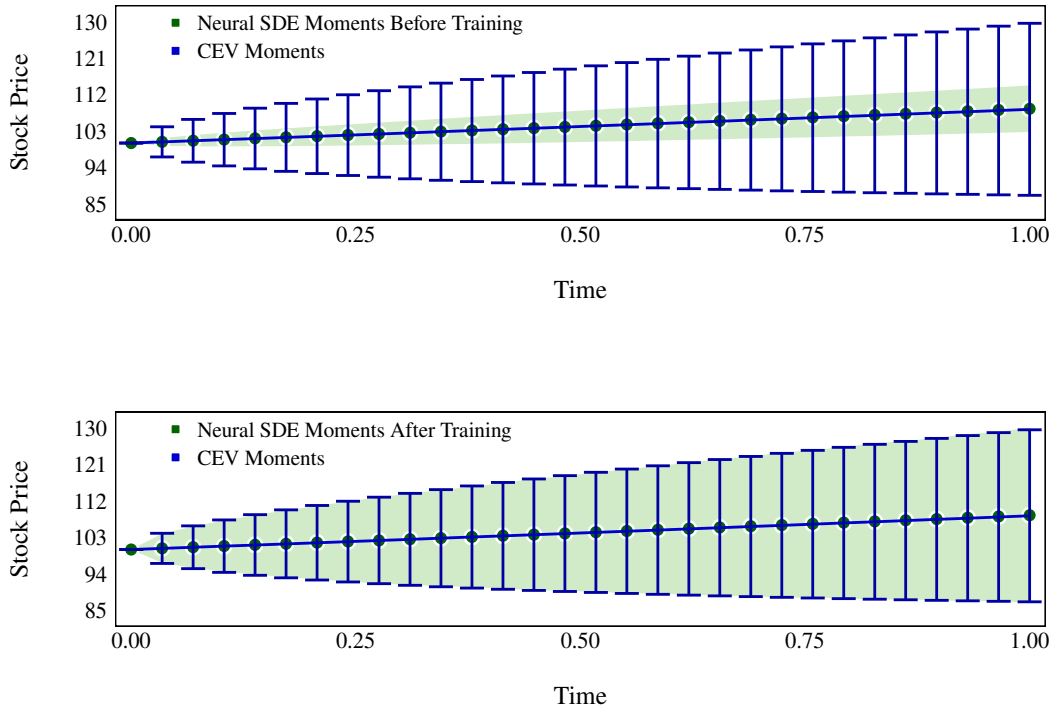 Neural SDE Moments Before Training
CEV Moments
Stock Price
130
121
112
103
94
85
0.00 0.25 0.50 0.75 1.00
Time
Neural SDE Moments After Training
CEV Moments
Stock Price
130
121
112
103
94
85
0.00 0.25 0.50 0.75 1.00
Time